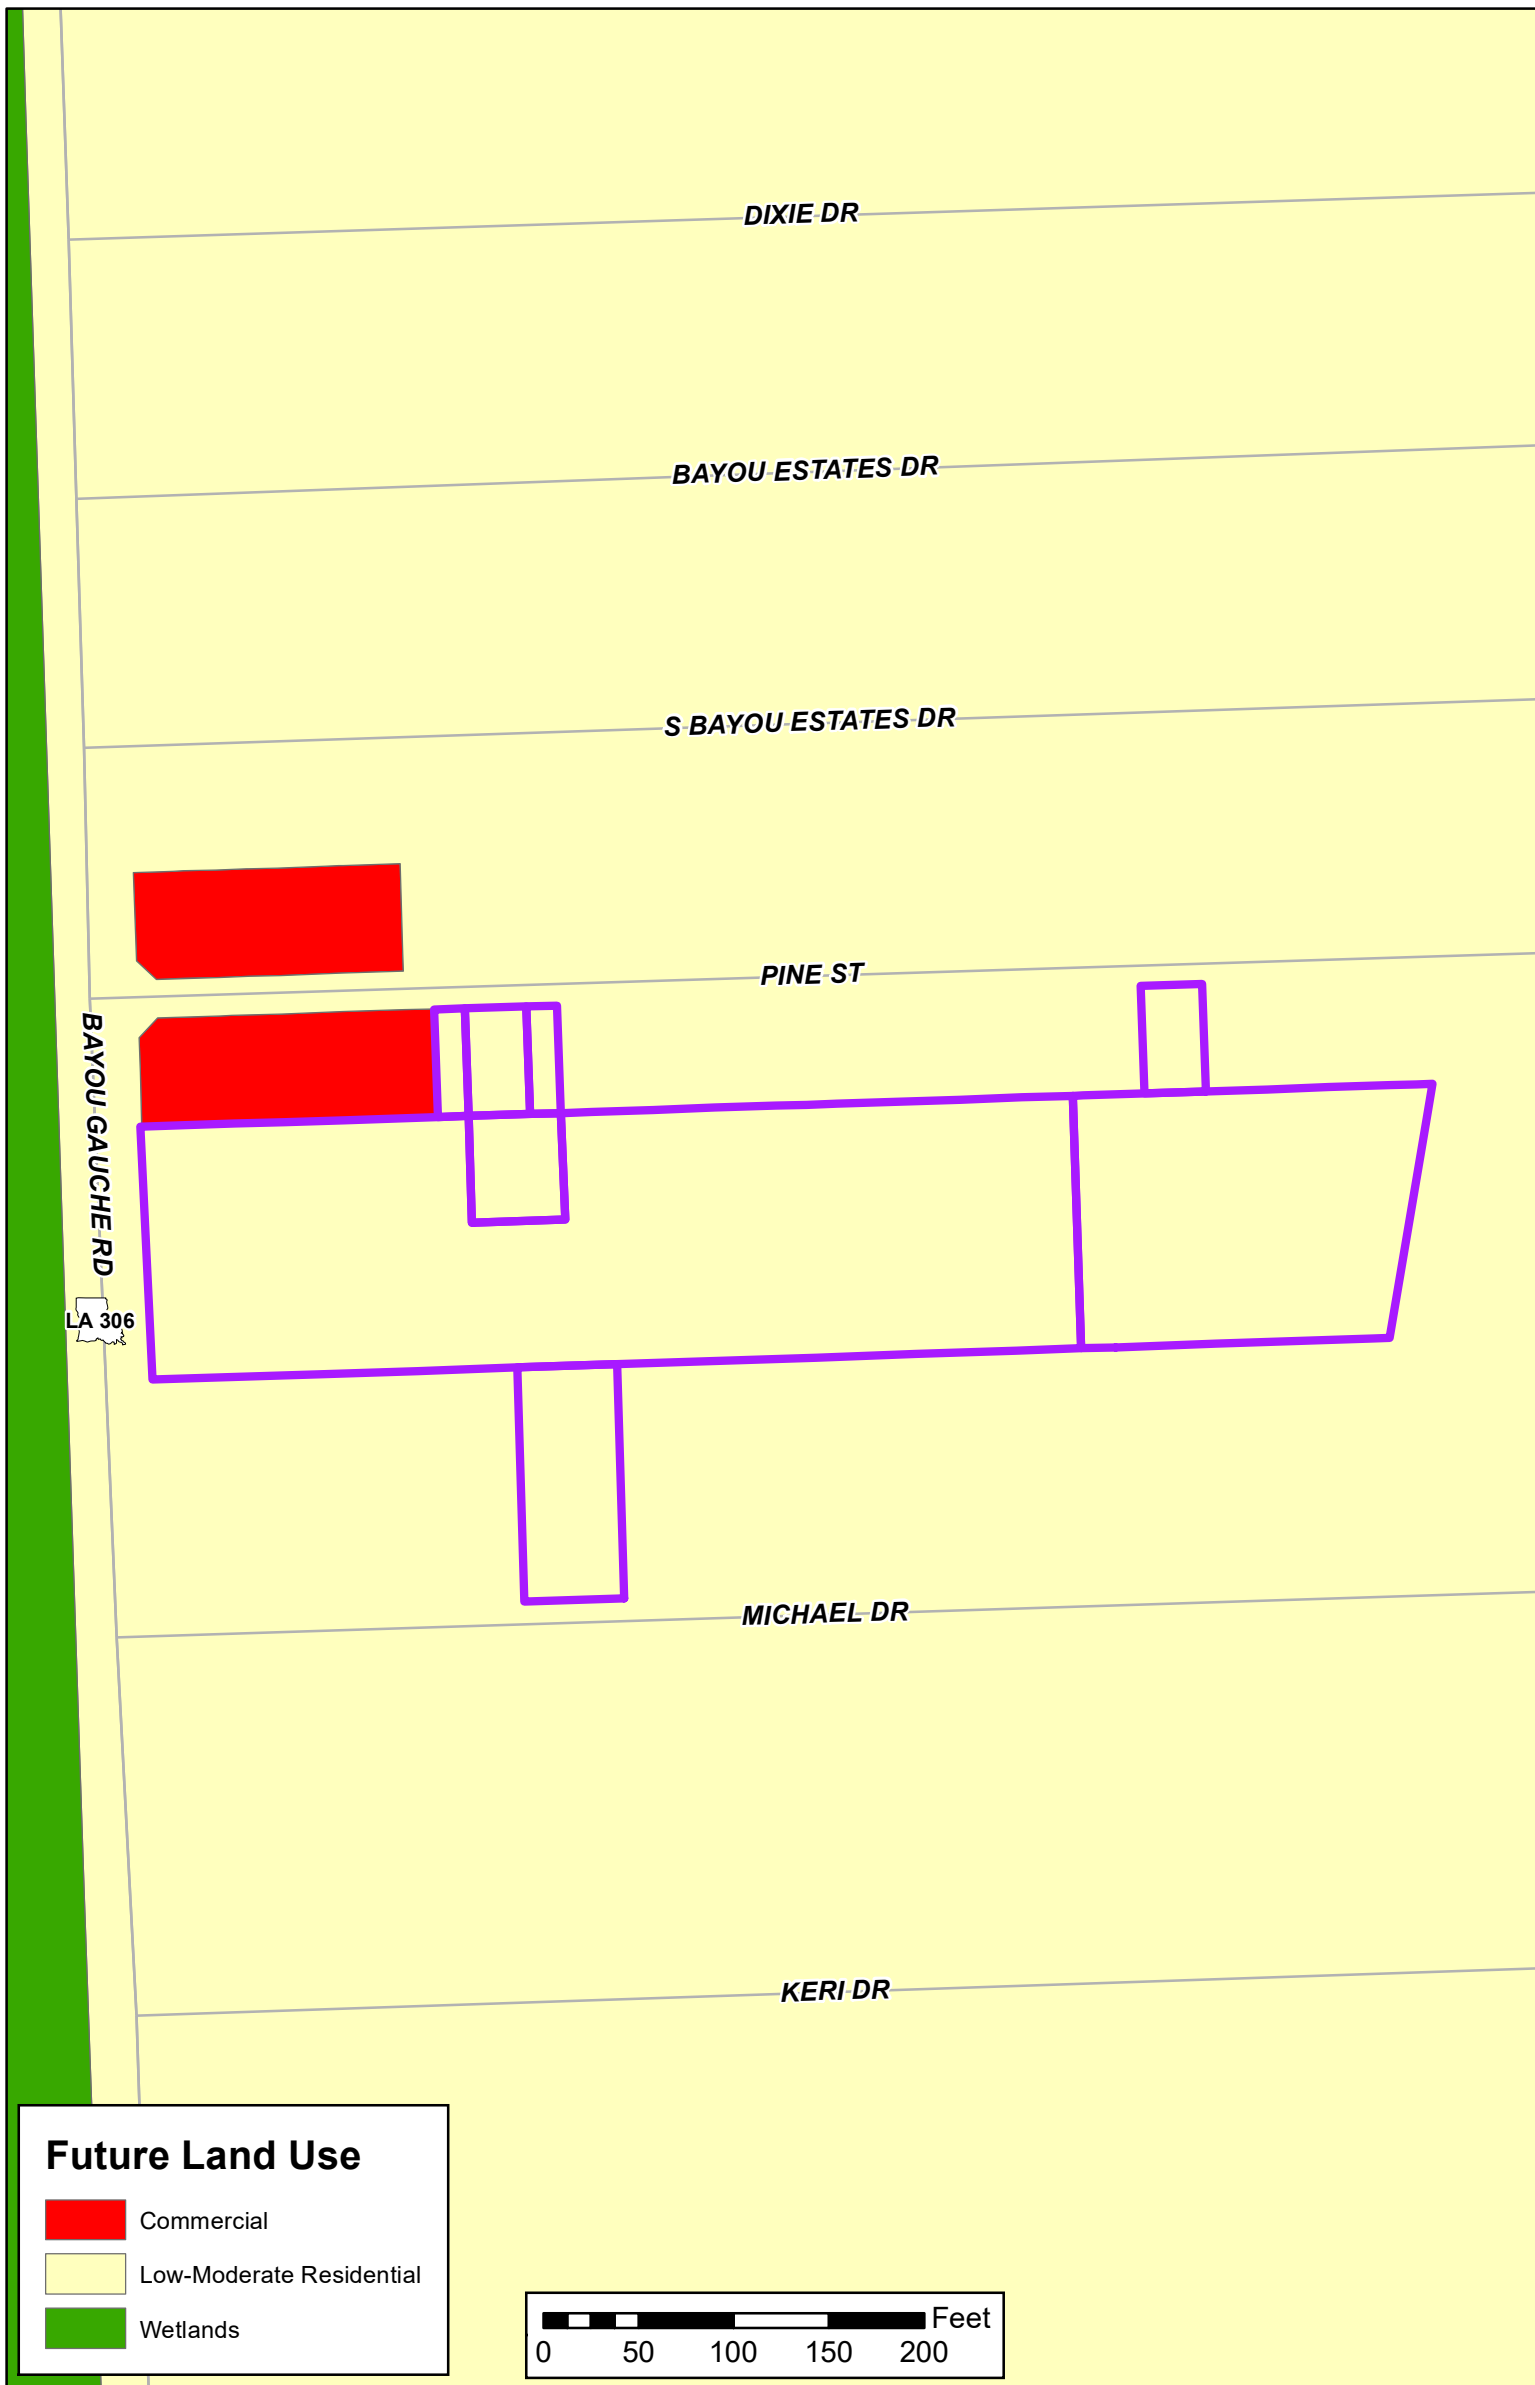 DIXIE DR
BAYOU ESTATES DR
S BAYOU ESTATES DR
PINE ST
BAYOU GAUCHE RD
LA 306
MICHAEL DR
KERI DR
Future Land Use
Commercial
Low-Moderate Residential
Wetlands
Feet
0 50 100 150 200